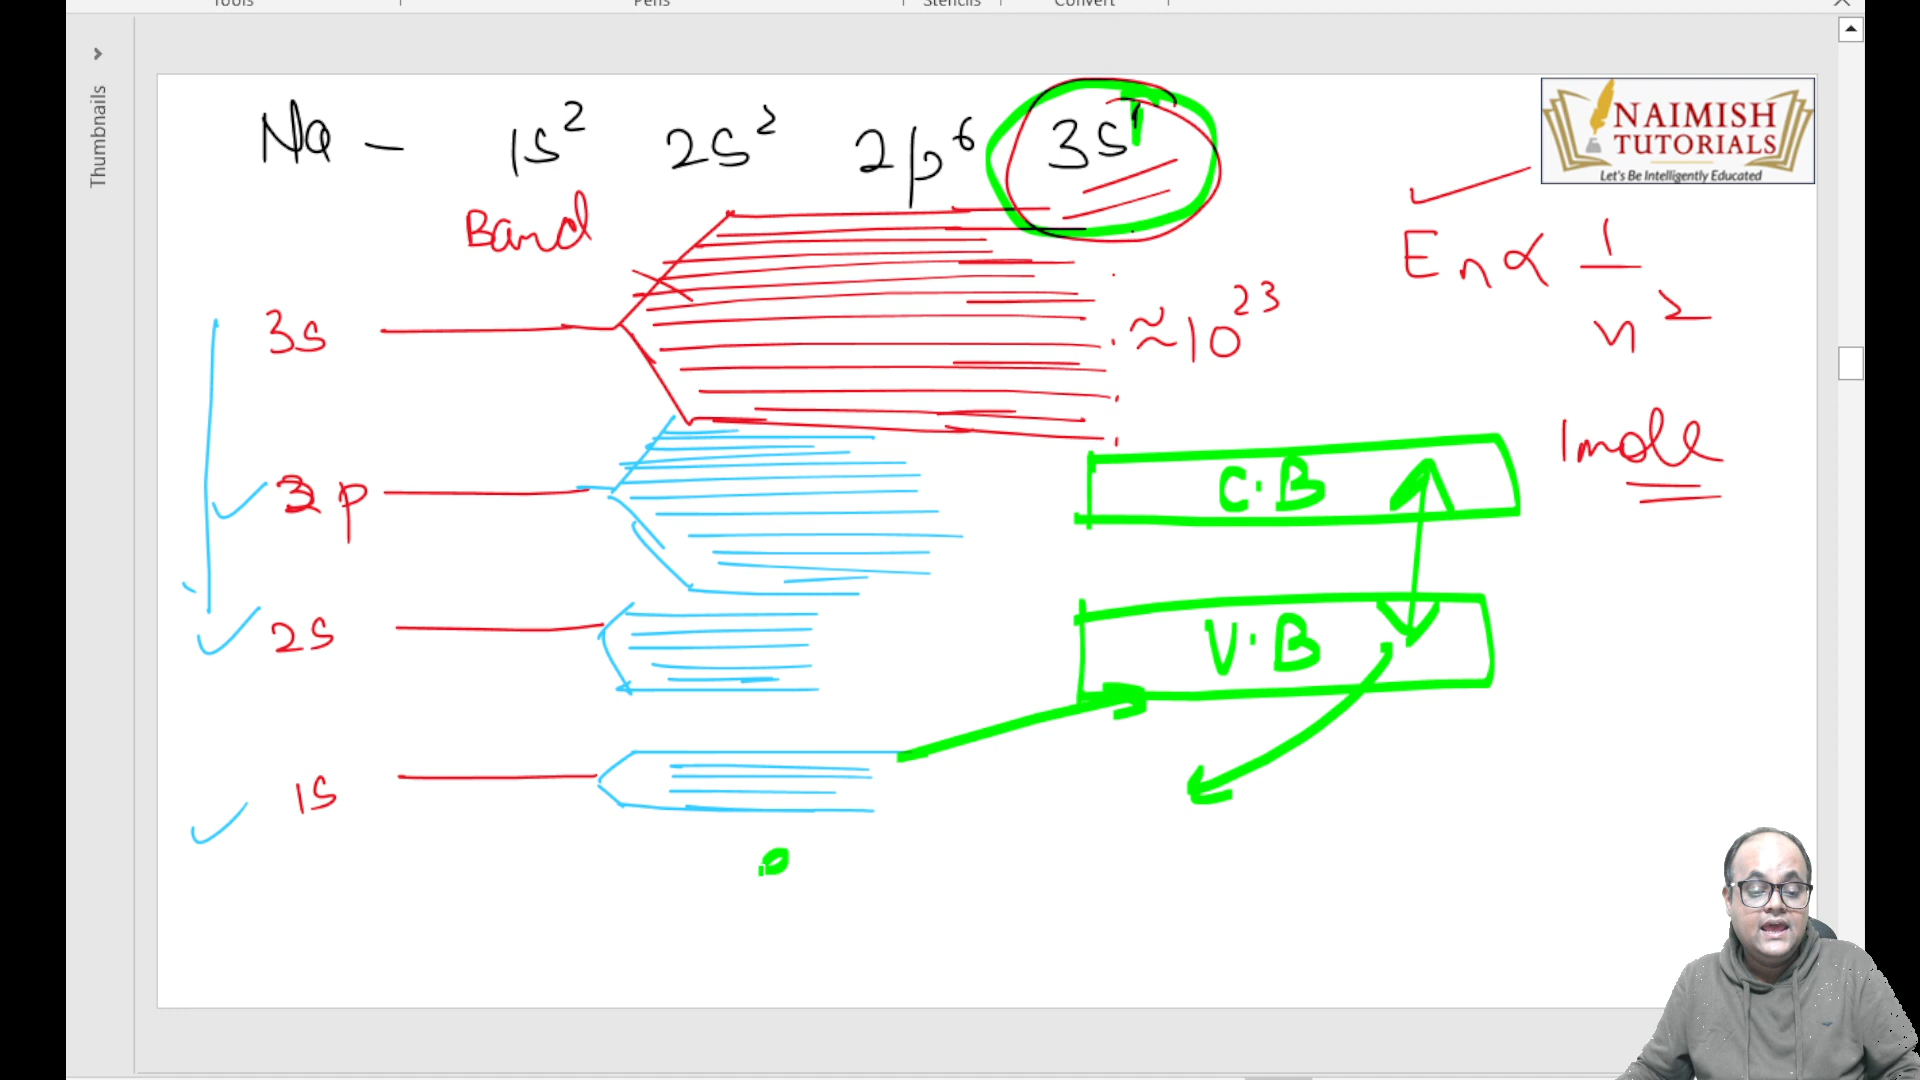 Tools Pens Stencils Convert
Thumbnails
Na – 1s² 2s² 2p⁶ 3s¹
NAIMISH
TUTORIALS
Let's Be Intelligently Educated
Band
En ∝ 1/n²
3s
≈10²³
1mole
C.B
p
V.B
2s
1s